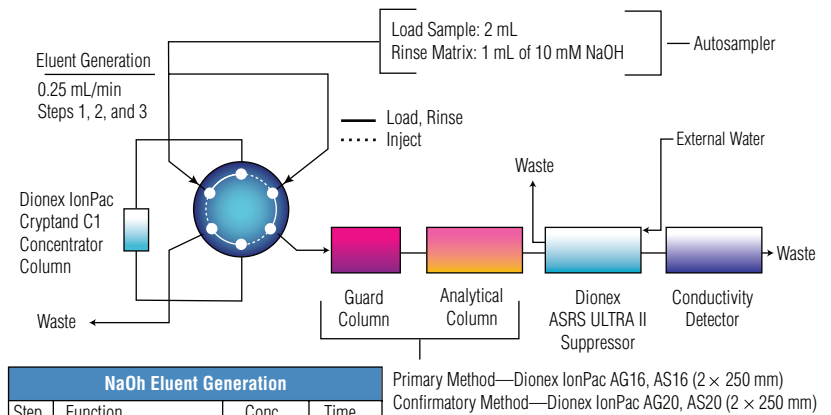 Load Sample: 2 mL
Rinse Matrix: 1 mL of 10 mM NaOH
Autosampler
Eluent Generation
0.25 mL/min
Steps 1, 2, and 3
Load, Rinse
Inject
External Water
Waste
Dionex IonPac
Cryptand C1
Concentrator
Column
Waste
Waste
Guard
Column
Analytical
Column
Dionex
ASRS ULTRA II
Suppressor
Conductivity
Detector
NaOh Eluent Generation
Step Function Conc. Time
Primary Method—Dionex IonPac AG16, AS16 (2 × 250 mm)
Confirmatory Method—Dionex IonPac AG20, AS20 (2 × 250 mm)